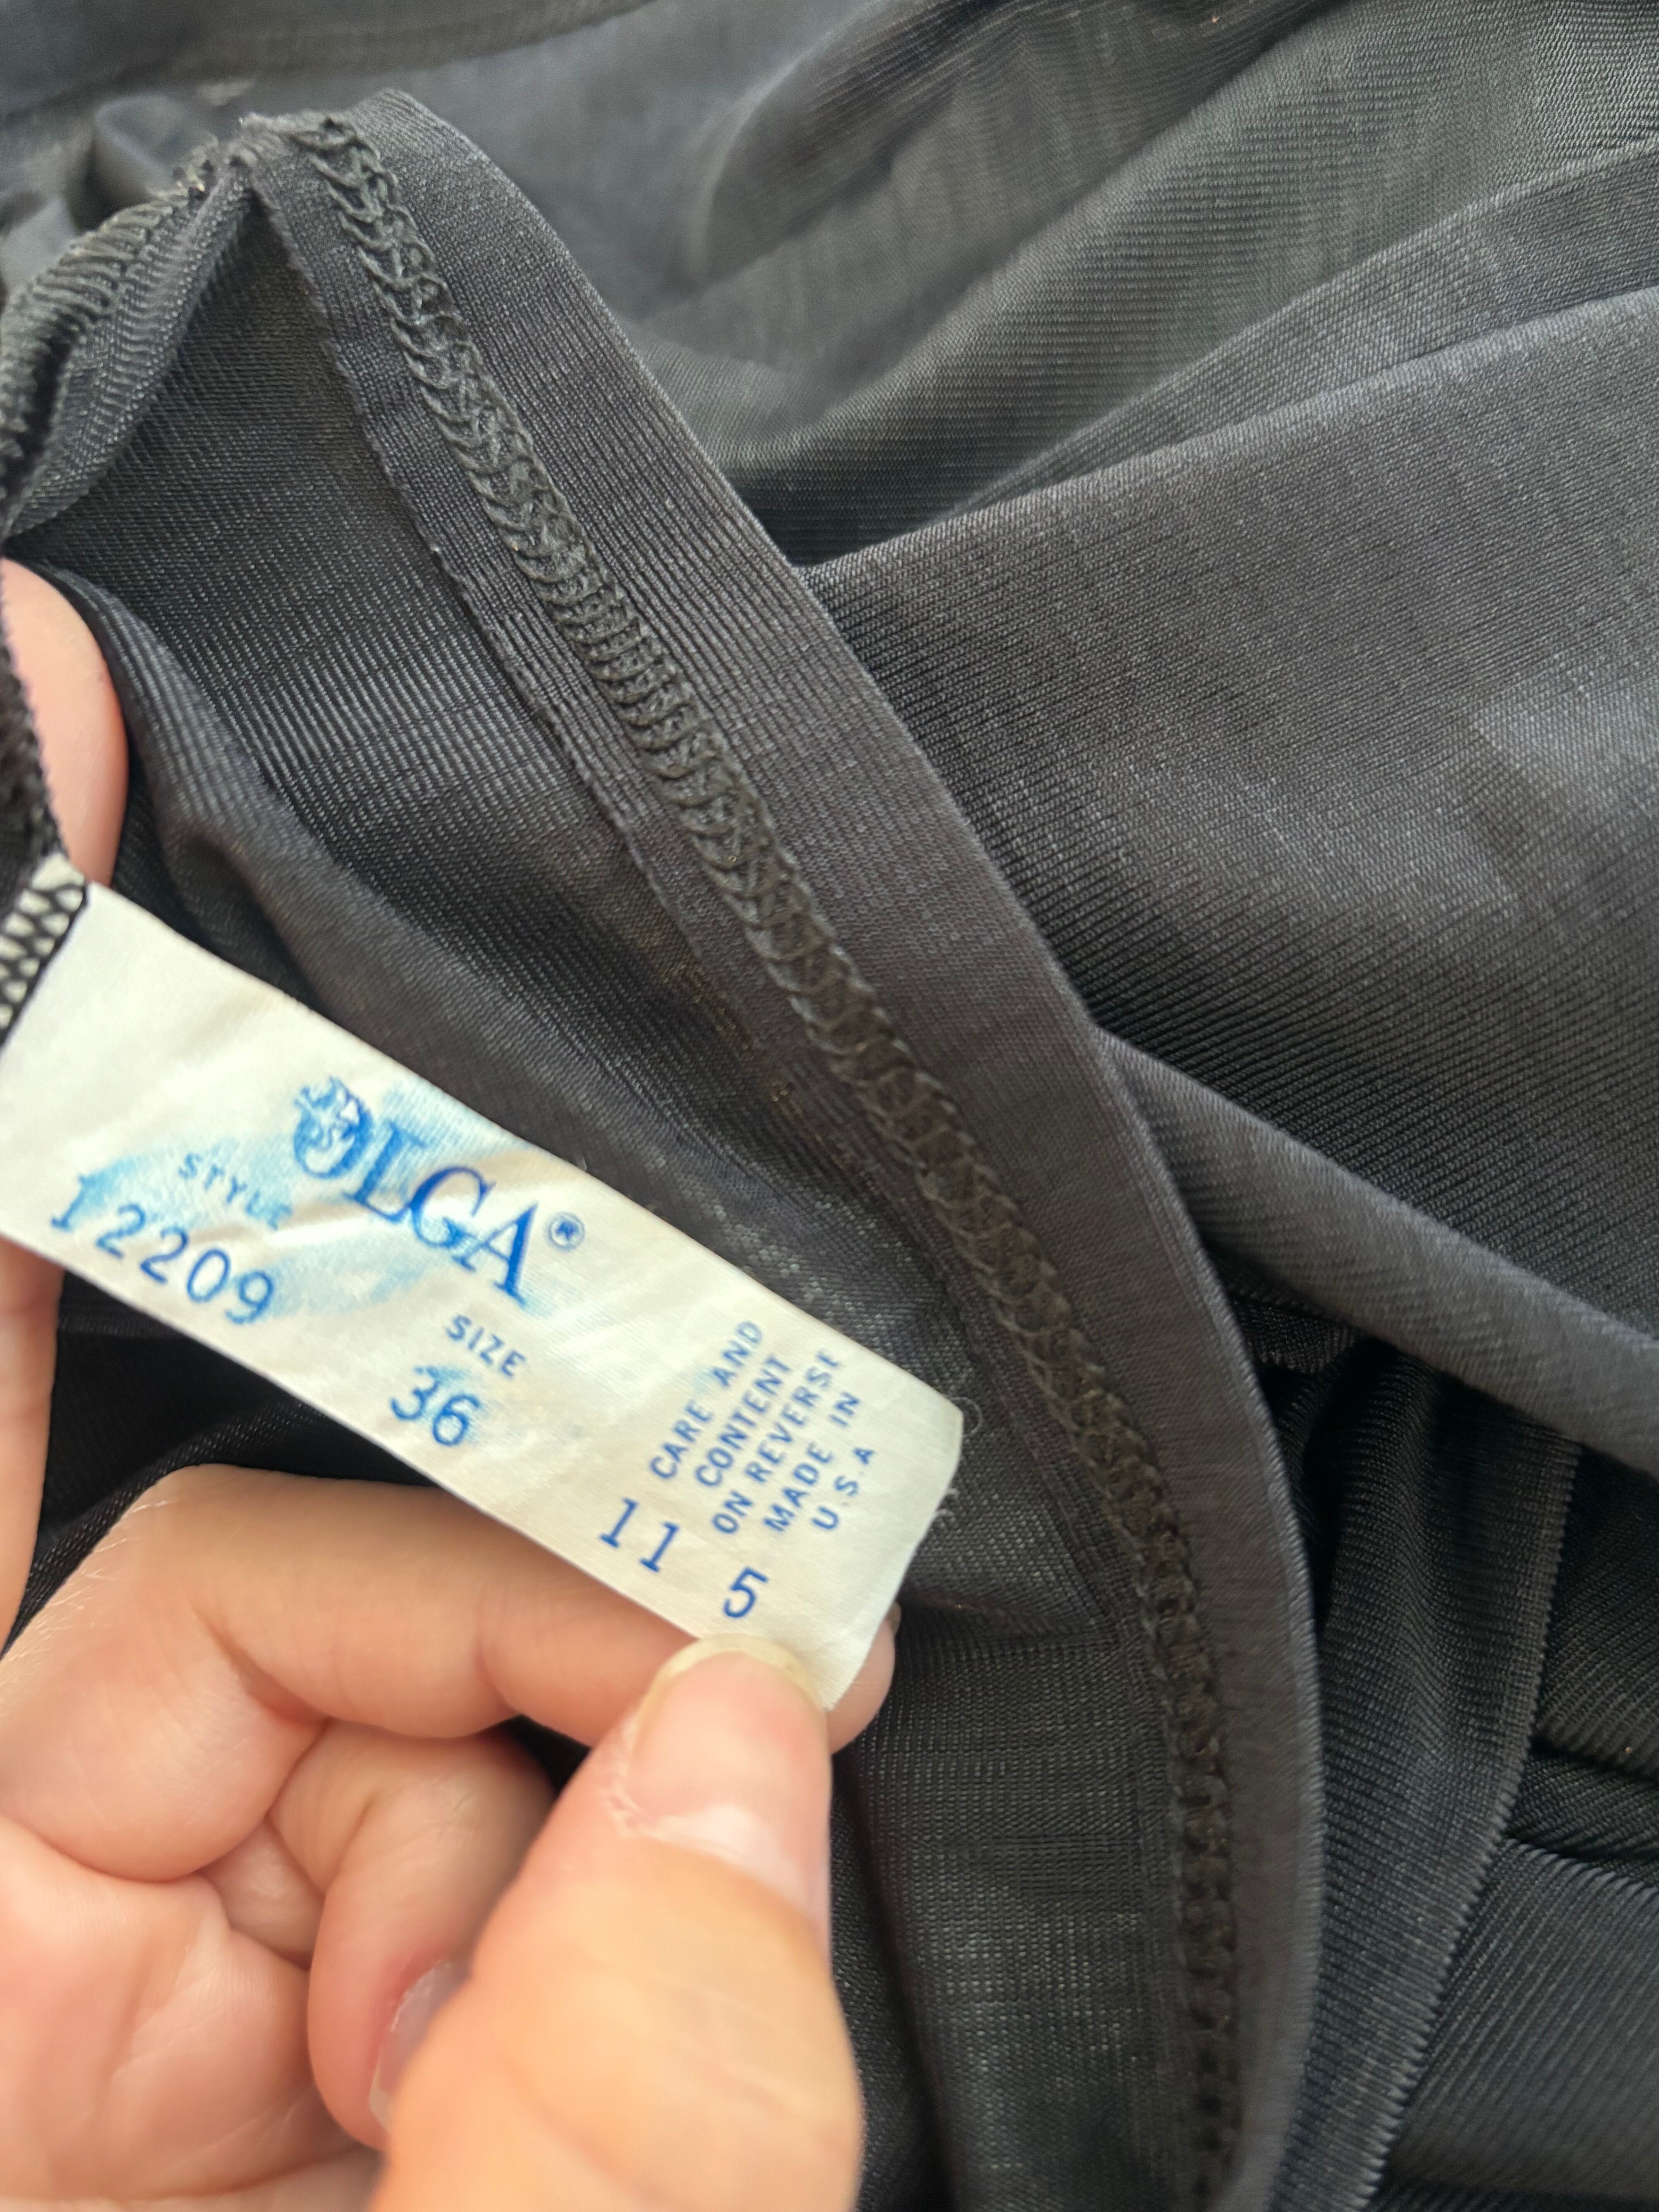 OLGA®
STYLE
12209
SIZE
36
CARE AND
CONTENT
ON REVERSE
MADE IN
U.S.A
11 5